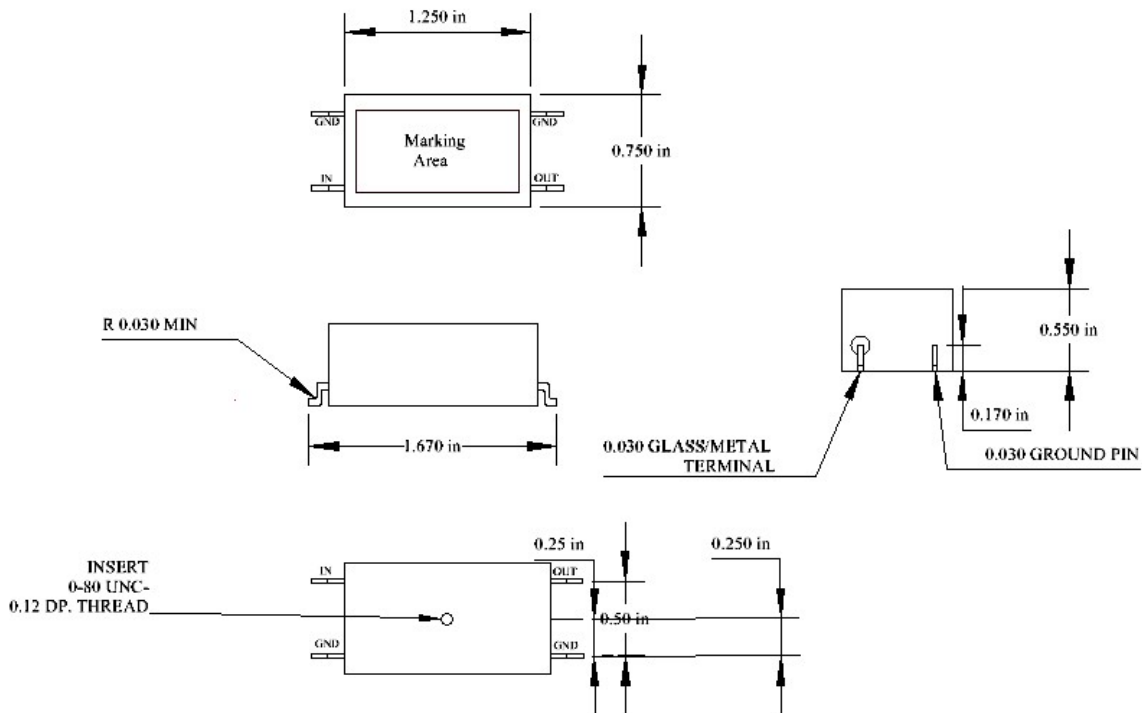 1.250 in
GND
GND
Marking
Area
0.750 in
IN
OUT
R 0.030 MIN
1.670 in
0.550 in
0.170 in
0.030 GLASS/METAL
TERMINAL
0.030 GROUND PIN
0.25 in
0.250 in
INSERT
0-80 UNC-
0.12 DP. THREAD
IN
OUT
0.50 in
GND
GND